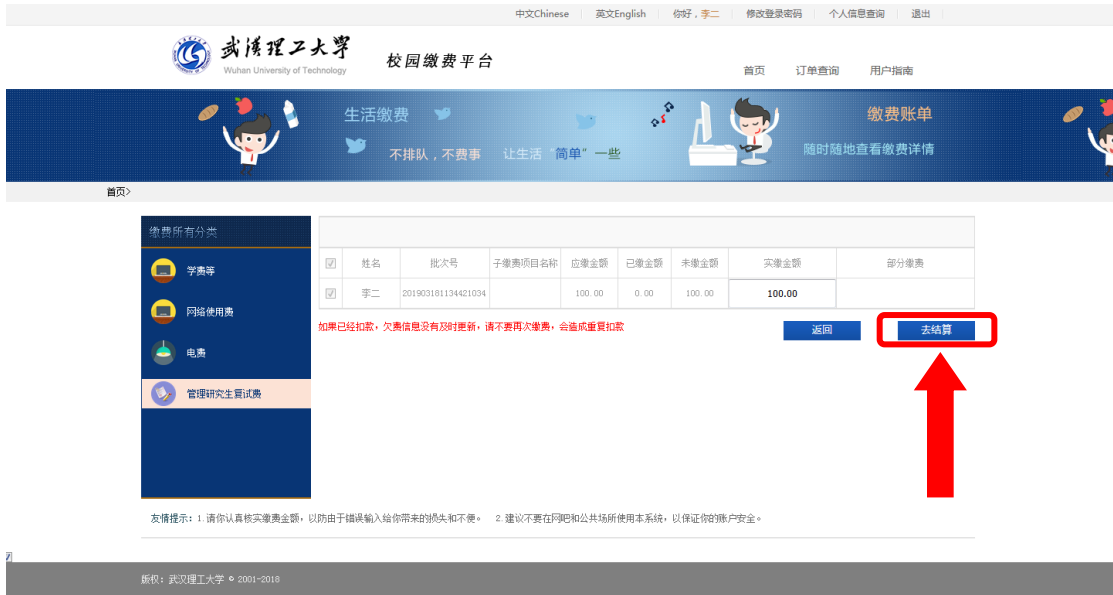 中文Chinese 英文English 你好，李二 修改登录密码 个人信息查询 退出
武汉理工大学
Wuhan University of Technology
校园缴费平台
首页 订单查询 用户指南
生活缴费 缴费账单
不排队，不费事 让生活“简单”一些 随时随地查看缴费详情
首页>
缴费所有分类
学费等
网络使用费
电费
管理研究生复试费
姓名 批次号 子缴费项目名称 应缴金额 已缴金额 未缴金额 实缴金额 部分缴费
李二 201903181134421034 100.00 0.00 100.00 100.00
如果已经扣款，欠费信息没有及时更新，请不要再次缴费，会造成重复扣款
返回 去结算
友情提示：1.请你认真核实缴费金额，以防由于错误输入给你带来的损失和不便。 2.建议不要在网吧和公共场所使用本系统，以保证你的账户安全。
版权：武汉理工大学 © 2001-2018